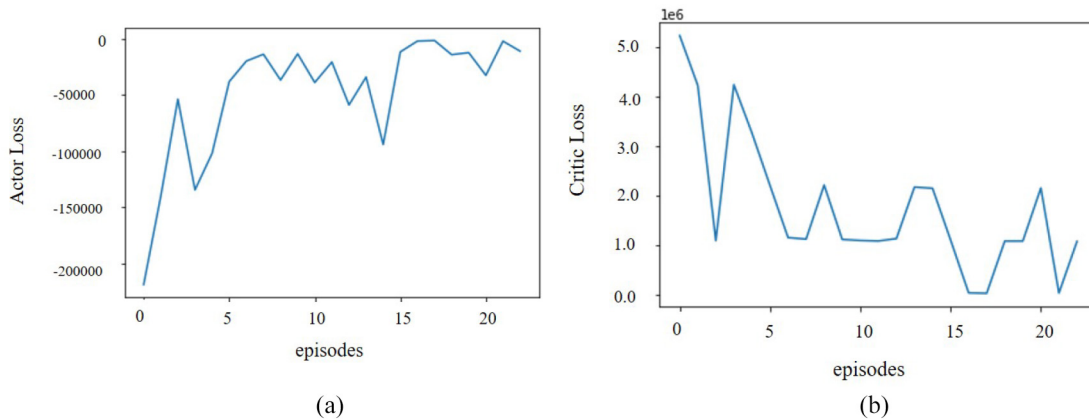 0
-50000
-100000
-150000
-200000
Actor Loss
0 5 10 15 20
episodes
(a)
1e6
5.0
4.0
3.0
2.0
1.0
0.0
Critic Loss
0 5 10 15 20
episodes
(b)